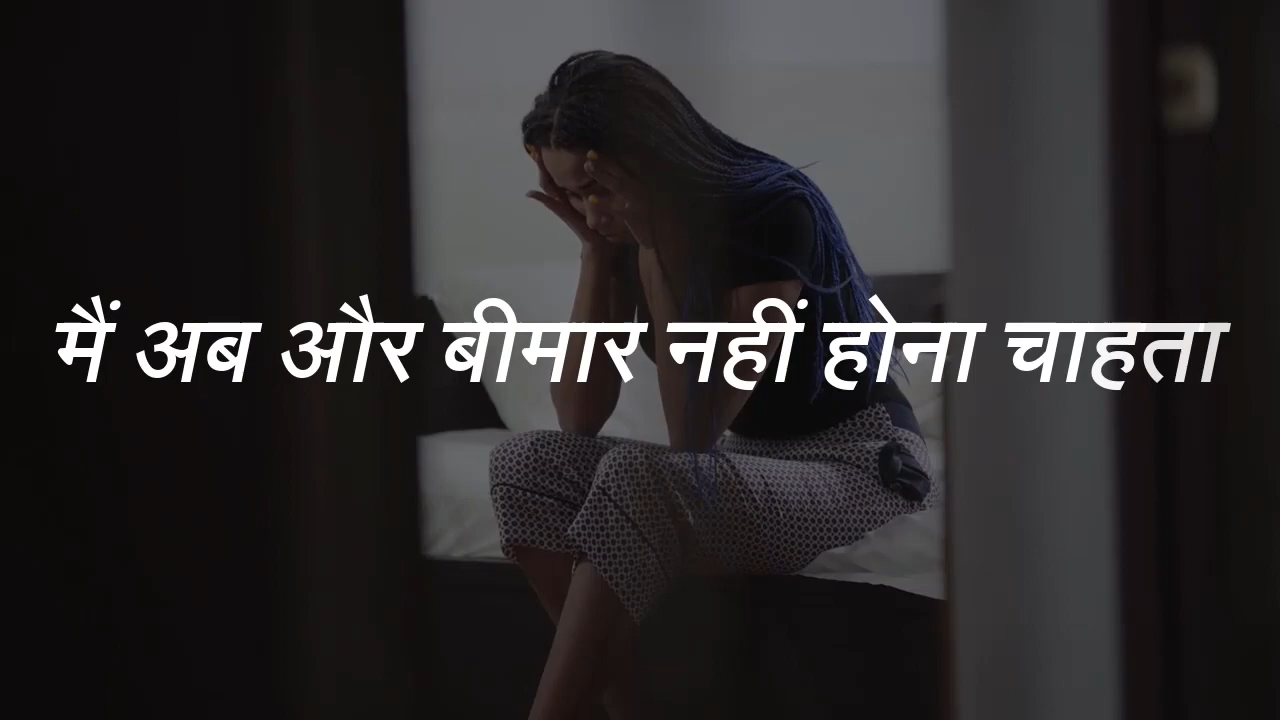 मैं अब और बीमार नहीं होना चाहता